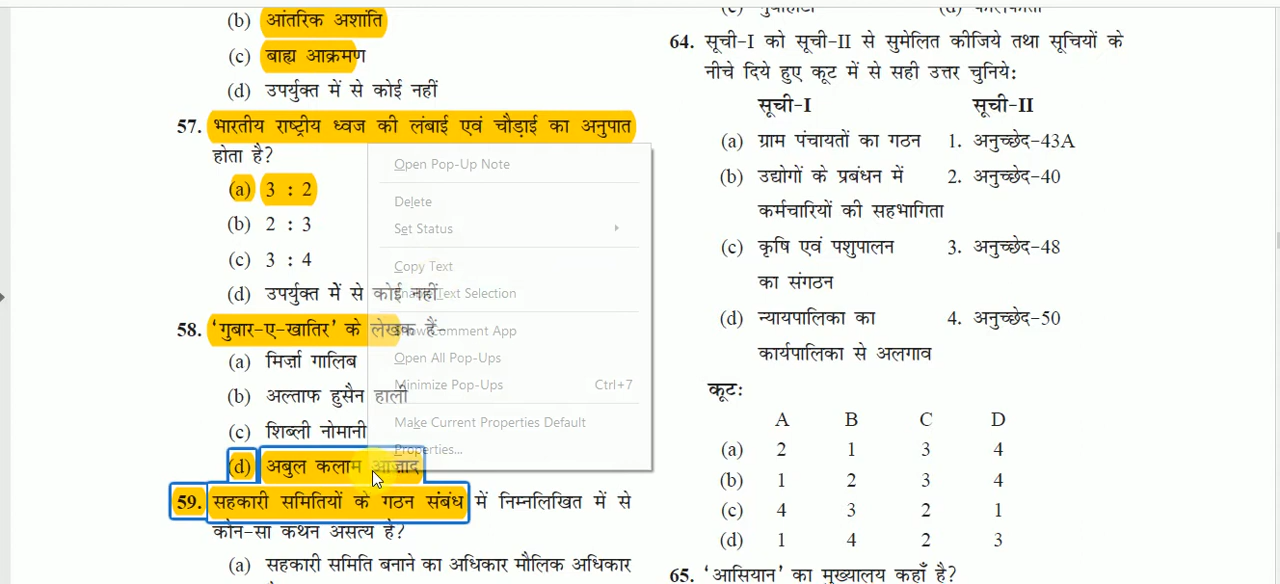 (b) आंतरिक अशांति
(c) बाह्य आक्रमण
(d) उपर्युक्त में से कोई नहीं
57. भारतीय राष्ट्रीय ध्वज की लंबाई एवं चौड़ाई का अनुपात
होता है?
(a) 3 : 2
(b) 2 : 3
(c) 3 : 4
(d) उपर्युक्त में से कोई नहीं
58. 'गुबार-ए-खातिर' के लेखक हैं-
(a) मिर्ज़ा गालिब
(b) अल्ताफ हुसैन हाली
(c) शिब्ली नोमानी
(d) अबुल कलाम आज़ाद
59. सहकारी समितियों के गठन संबंध में निम्नलिखित में से
कौन-सा कथन असत्य है?
(a) सहकारी समिति बनाने का अधिकार मौलिक अधिकार
Open Pop-Up Note
Delete
Set Status
Copy Text
Text Selection
Comment App
Open All Pop-Ups
Minimize Pop-Ups Ctrl+7
Make Current Properties Default
Properties...
64. सूची-I को सूची-II से सुमेलित कीजिये तथा सूचियों के
नीचे दिये हुए कूट में से सही उत्तर चुनिये:
सूची-I सूची-II
(a) ग्राम पंचायतों का गठन 1. अनुच्छेद-43A
(b) उद्योगों के प्रबंधन में 2. अनुच्छेद-40
कर्मचारियों की सहभागिता
(c) कृषि एवं पशुपालन 3. अनुच्छेद-48
का संगठन
(d) न्यायपालिका का 4. अनुच्छेद-50
कार्यपालिका से अलगाव
कूट:
A B C D
(a) 2 1 3 4
(b) 1 2 3 4
(c) 4 3 2 1
(d) 1 4 2 3
65. 'आसियान' का मुख्यालय कहाँ है?